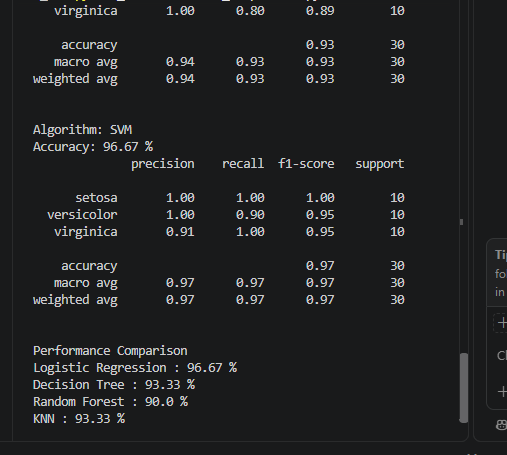 virginica 1.00 0.80 0.89 10
accuracy 0.93 30
macro avg 0.94 0.93 0.93 30
weighted avg 0.94 0.93 0.93 30
Algorithm: SVM
Accuracy: 96.67 %
precision recall f1-score support
setosa 1.00 1.00 1.00 10
versicolor 1.00 0.90 0.95 10
virginica 0.91 1.00 0.95 10
accuracy 0.97 30
macro avg 0.97 0.97 0.97 30
weighted avg 0.97 0.97 0.97 30
Performance Comparison
Logistic Regression : 96.67 %
Decision Tree : 93.33 %
Random Forest : 90.0 %
KNN : 93.33 %
in